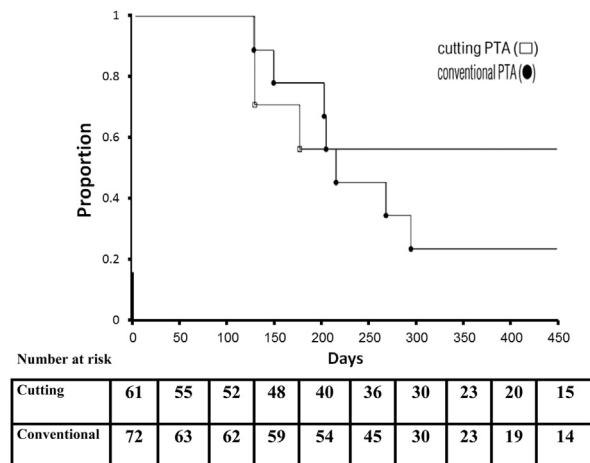 1
0.8
0.6
0.4
0.2
0
Proportion
cutting PTA (□)
conventional PTA(●)
0 50 100 150 200 250 300 350 400 450
Days
Number at risk
Cutting 61 55 52 48 40 36 30 23 20 15
Conventional 72 63 62 59 54 45 30 23 19 14